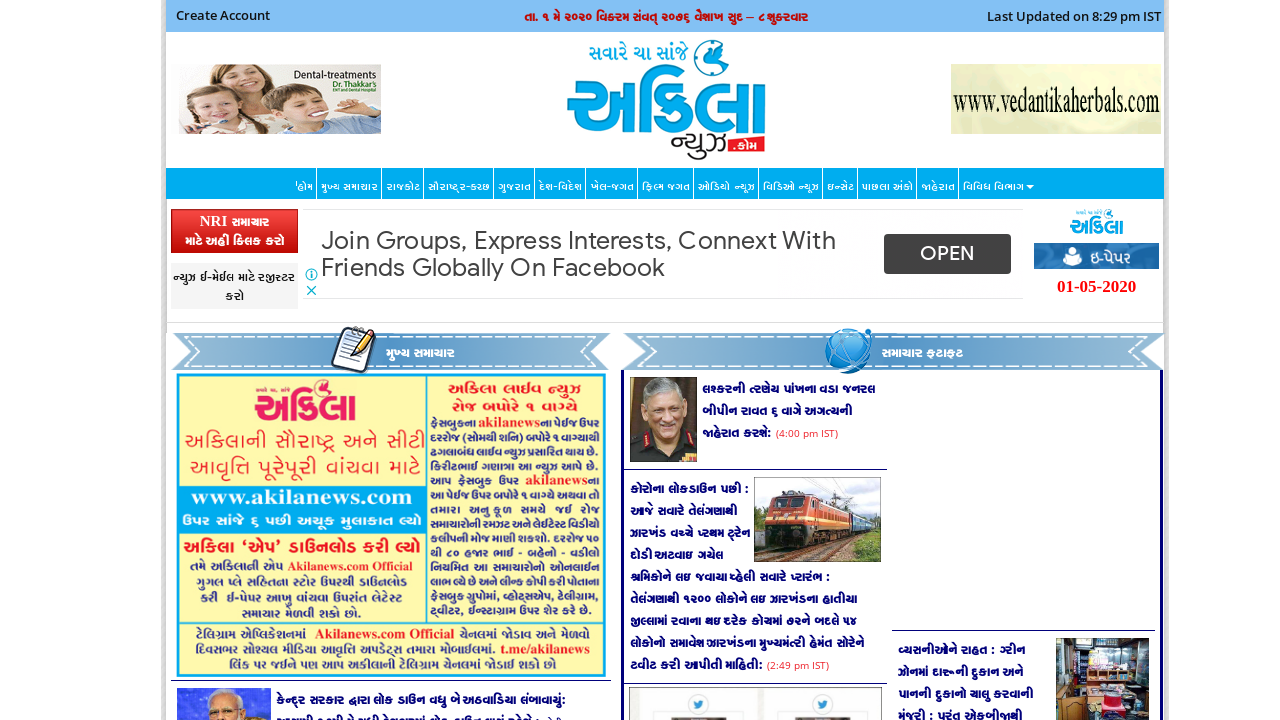 Create Account
તા. ૧ મે ૨૦૨૦ વિક્રમ સંવત્ ૨૦૭૬ વૈશાખ સુદ – ૮ શુક્રવાર
Last Updated on 8:29 pm IST
Dental-treatments
Dr. Thakkar's
સવારે ચા સાંજે
અકિલા
ન્યુઝ .કોમ
www.vedantikaherbals.com
હોમ
મુખ્ય સમાચાર
રાજકોટ
સૌરાષ્ટ્ર-કચ્છ
ગુજરાત
દેશ-વિદેશ
ખેલ-જગત
ફિલ્મ જગત
ઓડિયો ન્યૂઝ
વિડિઓ ન્યૂઝ
ઇન્સેટ
પાછલા અંકો
જાહેરાત
વિવિધ વિભાગ
NRI સમાચાર
માટે અહીં ક્લિક કરો
ન્યુઝ ઈ-મેઈલ માટે રજીસ્ટર
કરો
Join Groups, Express Interests, Connext With
Friends Globally On Facebook
OPEN
અકિલા
ઇ-પેપર
01-05-2020
મુખ્ય સમાચાર
સમાચાર ફટાફટ
અકિલા
અકિલાની સૌરાષ્ટ્ર અને સીટી
આવૃત્તિ પૂરેપૂરી વાંચવા માટે
www.akilanews.com
ઉપર સાંજે ૬ પછી અચૂક મુલાકાત લ્યો
અકિલા 'એપ' ડાઉનલોડ કરી લ્યો
તમે અકિલાની એપ Akilanews.com Official
ગુગલ પ્લે સહિતના સ્ટોર ઉપરથી ડાઉનલોડ
કરી ઈ-પેપર આખુ વાંચવા ઉપરાંત લેટેસ્ટ
સમાચાર મેળવી શકો છો.
અકિલા લાઈવ ન્યુઝ
રોજ બપોરે ૧ વાગ્યે
ફેસબુકના akilanewsના પેઈજ ઉપર
દરરોજ (સોમથી શનિ) બપોરે ૧ વાગ્યાથી
ઢગલાબંધ લાઈવ ન્યુઝ પ્રસારિત થાય છે.
કિરીટભાઈ ગણાત્રા આ ન્યુઝ આપે છે.
આપ ફેસબુક ઉપર akilanewsના
આ પેઈજ ઉપર બપોરે ૧ વાગ્યે અથવા તો
તમારા અનુકૂળ સમયે જઈ રોજ
સમાચારોની રમઝટ અને લેઈટેસ્ટ વિડીયો
કલીપની મોજ માણી શકશો. દરરોજ ૫૦
થી ૮૦ હજાર ભાઈ - બહેનો - વડીલો
નિયમિત આ સમાચારોનો ઓનલાઈન
લાભ લ્યે છે અને લીન્ક કોપી કરી પોતાના
ફેસબુક ગ્રુપોમાં, વ્હોટ્સએપ, ટેલીગ્રામ,
ટ્વીટર, ઈન્સ્ટાગ્રામ ઉપર શેર કરે છે.
ટેલિગ્રામ એપ્લિકેશનમાં Akilanews.com Official ચેનલમાં જોડાવ અને મેળવો
દિવસભર સોશ્યલ મીડિયા આવૃત્તિ અપડેટ્સ તમારા મોબાઈલમાં. t.me/akilanews
લિંક પર જઈને પણ આપ અકીલાની ટેલિગ્રામ ચેનલમાં જોડાઈ શકો છો
કેન્દ્ર સરકાર દ્વારા લોક ડાઉન વધુ બે અઠવાડિયા લંબાવાયું:
લશ્કરની ત્રણેય પાંખના વડા જનરલ
બીપીન રાવત ૬ વાગે અગત્યની
જાહેરાત કરશે: (4:00 pm IST)
કોરોના લોકડાઉન પછી :
આજે સવારે તેલંગણાથી
ઝારખંડ વચ્ચે પ્રથમ ટ્રેન
દોડી અટવાઇ ગયેલ
શ્રમિકોને લઇ જવાયા વ્હેલી સવારે પ્રારંભ :
તેલંગણાથી ૧૨૦૦ લોકોને લઇ ઝારખંડના હાતીયા
જીલ્લામાં રવાના થઇ દરેક કોચમાં ૭૨ને બદલે ૫૪
લોકોનો સમાવેશ ઝારખંડના મુખ્યમંત્રી હેમંત સોરેને
ટવીટ કરી આપીતી માહિતી: (2:49 pm IST)
વ્યસનીઓને રાહત : ગ્રીન
ઝોનમાં દારૂની દુકાન અને
પાનની દુકાનો ચાલુ કરવાની
મંજુરી : પરંતુ એકબીજાથી